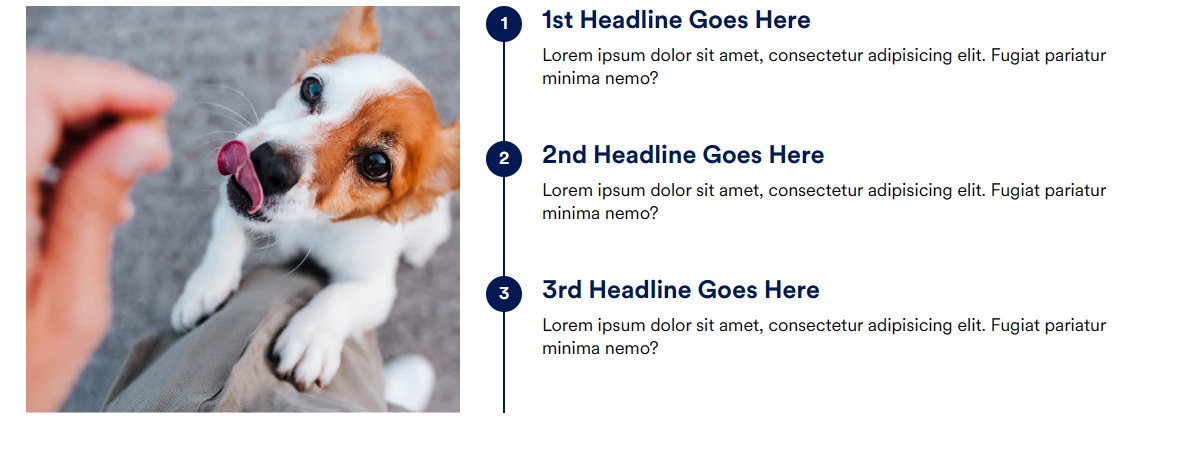 1
1st Headline Goes Here
Lorem ipsum dolor sit amet, consectetur adipisicing elit. Fugiat pariatur
minima nemo?
2
2nd Headline Goes Here
Lorem ipsum dolor sit amet, consectetur adipisicing elit. Fugiat pariatur
minima nemo?
3
3rd Headline Goes Here
Lorem ipsum dolor sit amet, consectetur adipisicing elit. Fugiat pariatur
minima nemo?